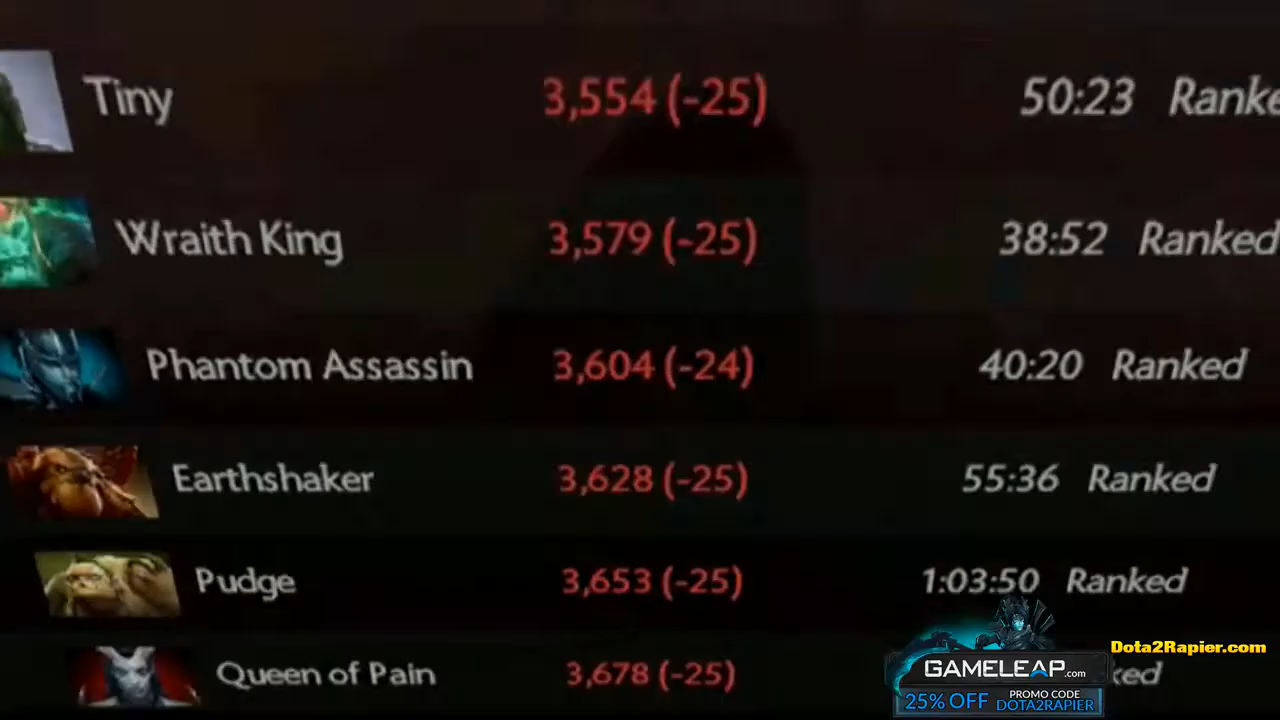 Tiny 3,554 (-25) 50:23 Ranke
Wraith King 3,579 (-25) 38:52 Ranked
Phantom Assassin 3,604 (-24) 40:20 Ranked
Earthshaker 3,628 (-25) 55:36 Ranked
Pudge 3,653 (-25) 1:03:50 Ranked
Queen of Pain 3,678 (-25) ked
Dota2Rapier.com
GAMELEAP.com
25% OFF PROMO CODE DOTA2RAPIER